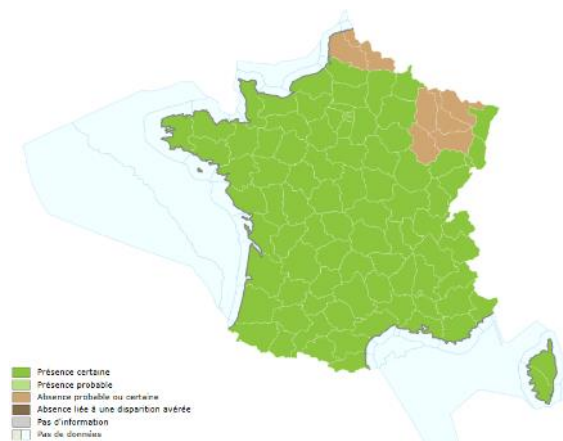 Présence certaine
Présence probable
Absence probable ou certaine
Absence liée à une disparition avérée
Pas d'information
Pas de données